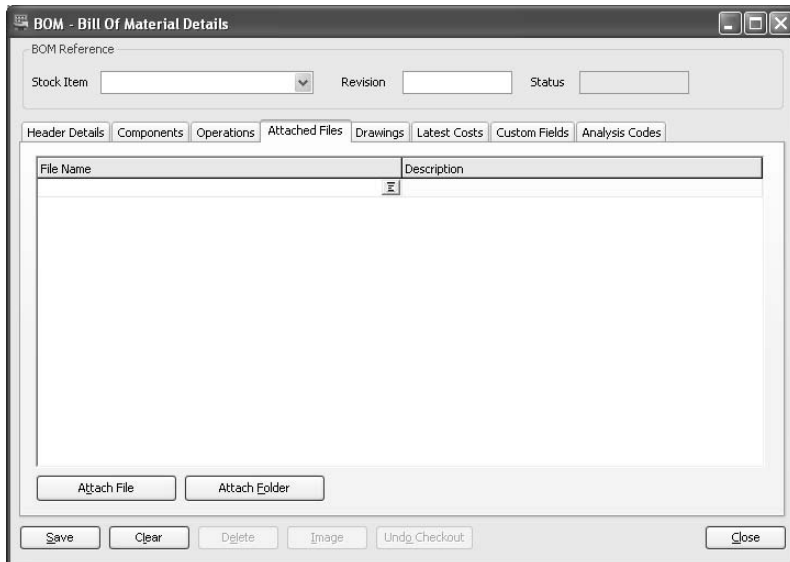 BOM - Bill Of Material Details
BOM Reference
Stock Item Revision Status
Header Details Components Operations Attached Files Drawings Latest Costs Custom Fields Analysis Codes
File Name Description
Attach File Attach Folder
Save Clear Delete Image Undo Checkout Close